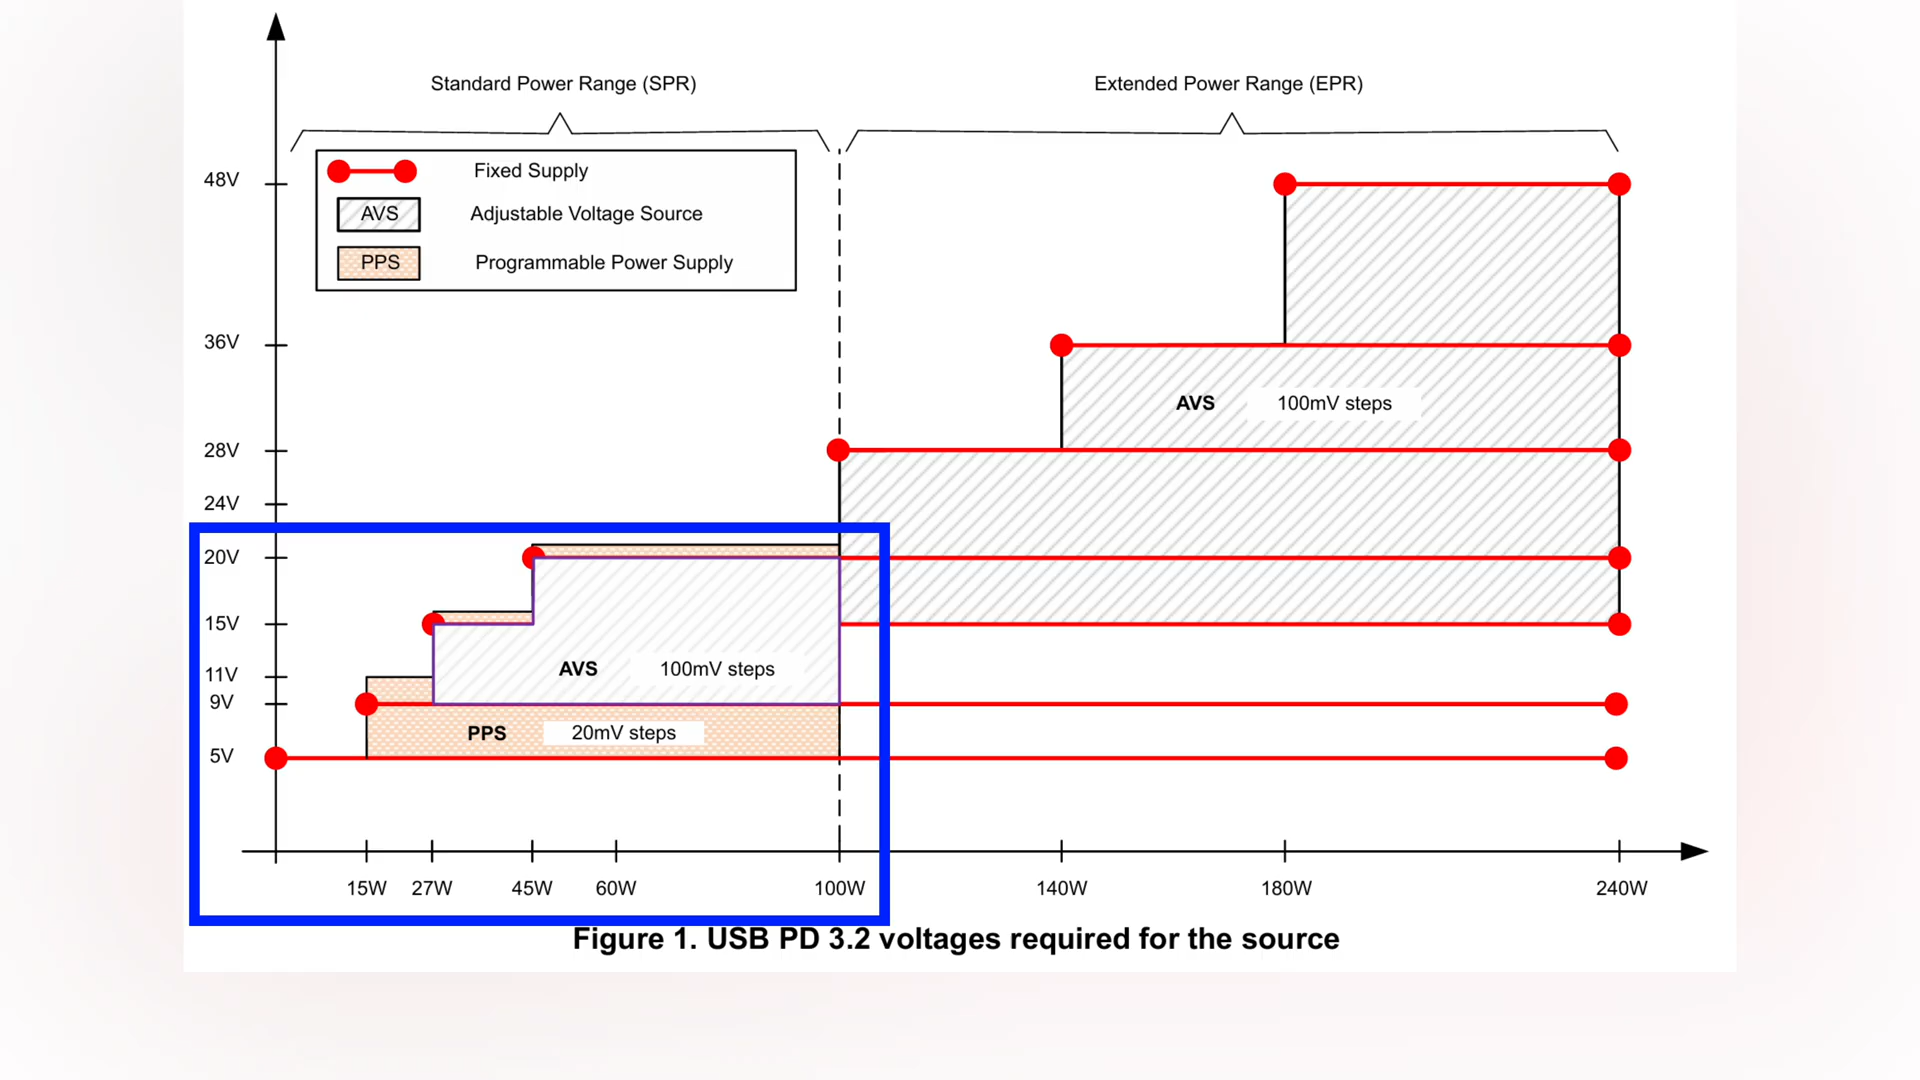 Standard Power Range (SPR)
Extended Power Range (EPR)
Fixed Supply
AVS Adjustable Voltage Source
PPS Programmable Power Supply
48V
36V
28V
24V
20V
15V
11V
9V
5V
AVS 100mV steps
AVS 100mV steps
PPS 20mV steps
15W 27W 45W 60W 100W 140W 180W 240W
Figure 1. USB PD 3.2 voltages required for the source